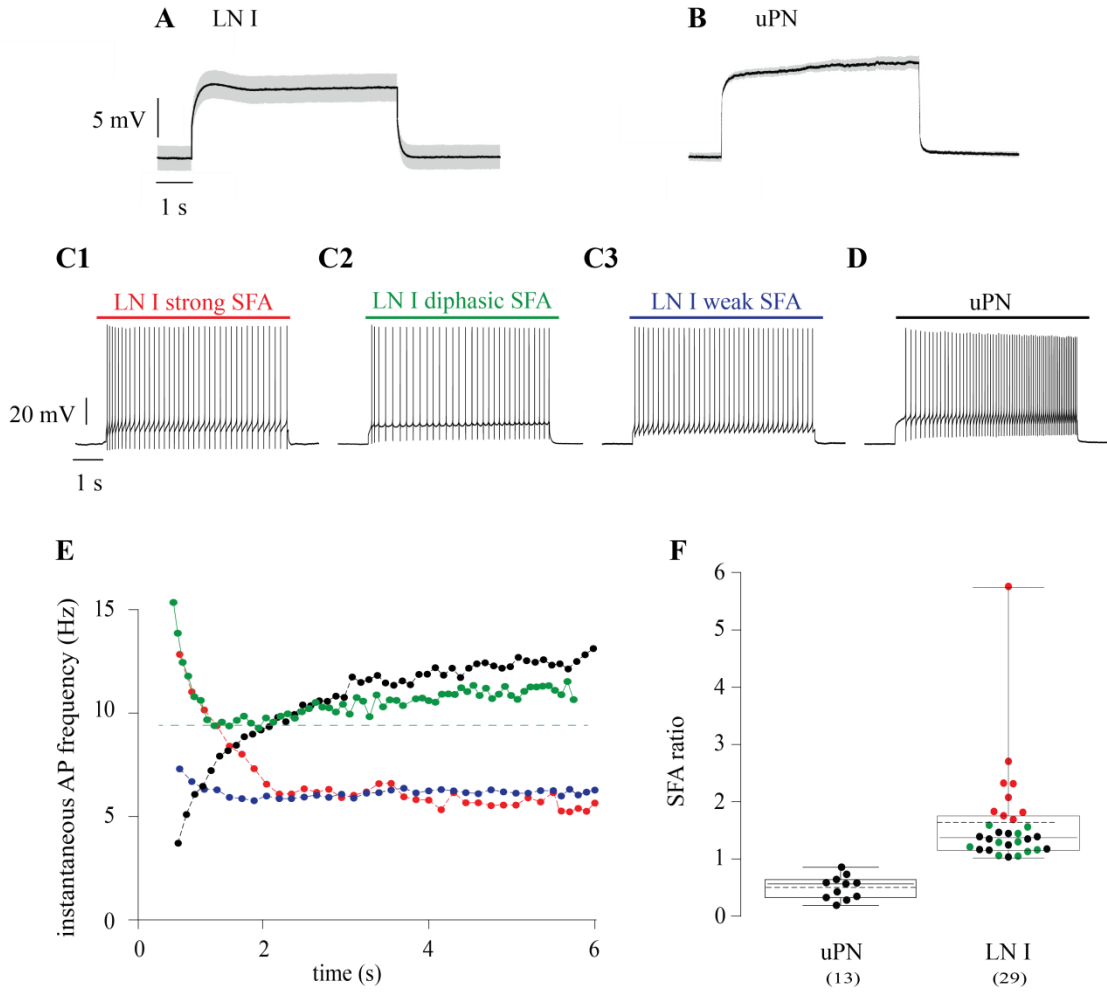 A LN I
B uPN
5 mV
1 s
C1
C2
C3
D
LN I strong SFA
LN I diphasic SFA
LN I weak SFA
uPN
20 mV
1 s
E
instantaneous AP frequency (Hz)
15
10
5
0
0 2 4 6
time (s)
F
SFA ratio
6
5
4
3
2
1
0
uPN
(13)
LN I
(29)